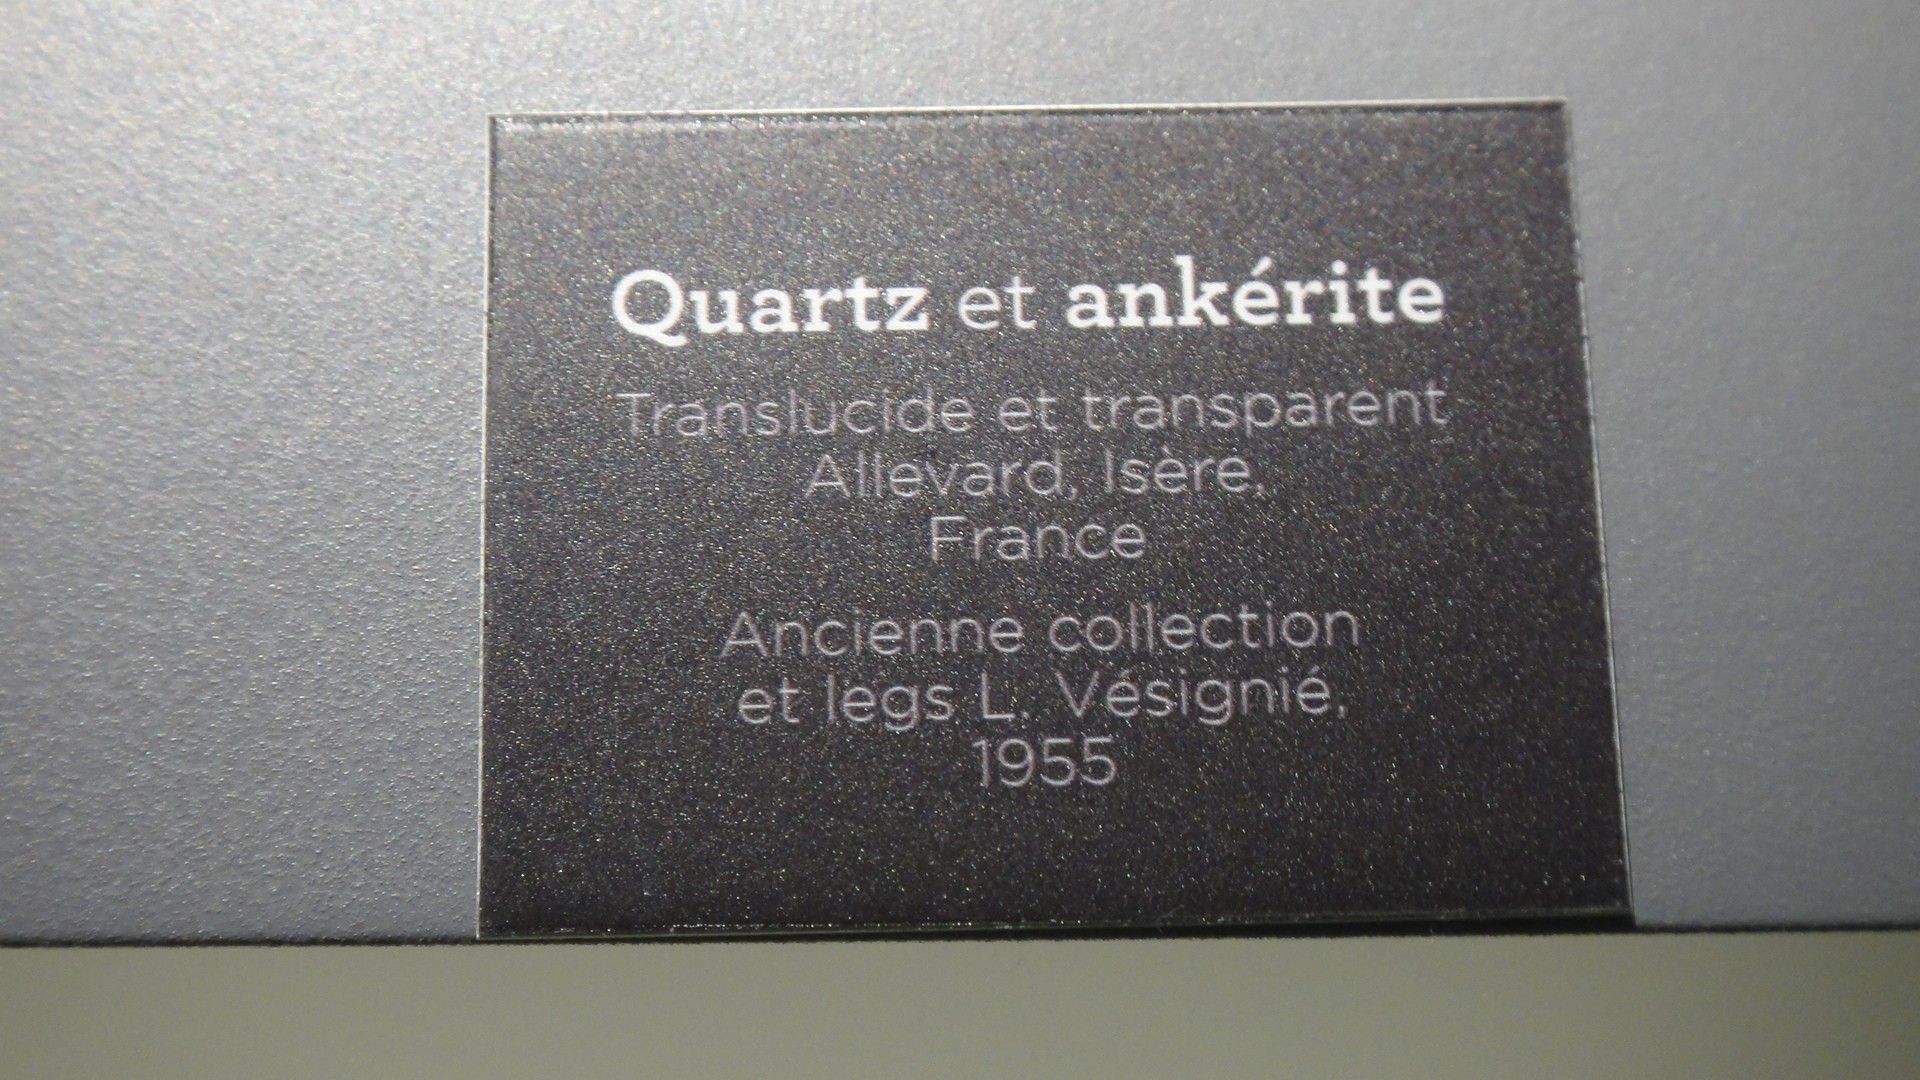 Quartz et ankérite
Translucide et transparent
Allevard, Isère,
France
Ancienne collection
et legs L. Vésignié,
1955